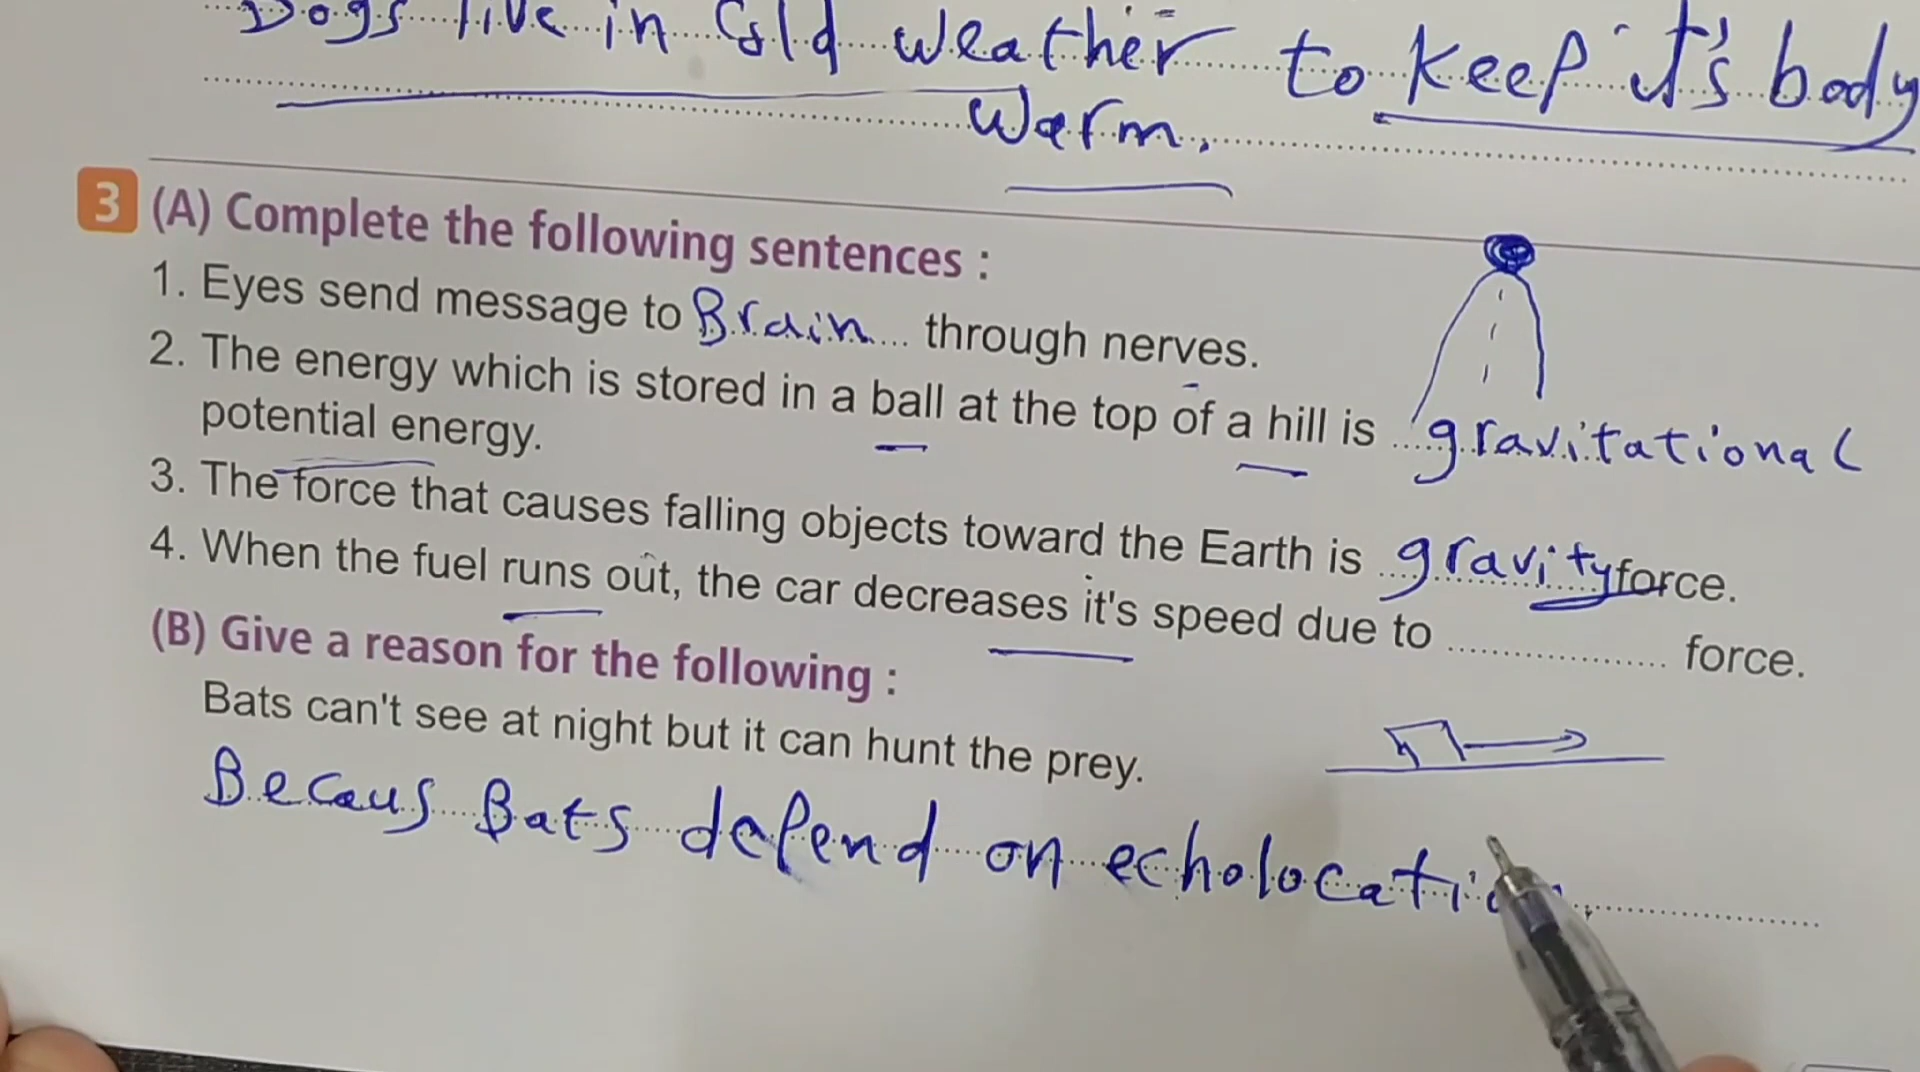 Dogs live in Cold weather to keep it's body
warm.
3 (A) Complete the following sentences :
1. Eyes send message to Brain through nerves.
2. The energy which is stored in a ball at the top of a hill is gravitational
potential energy.
3. The force that causes falling objects toward the Earth is gravity force.
4. When the fuel runs out, the car decreases it's speed due to .................. force.
(B) Give a reason for the following :
Bats can't see at night but it can hunt the prey.
Becaus Bats depend on echolocation.